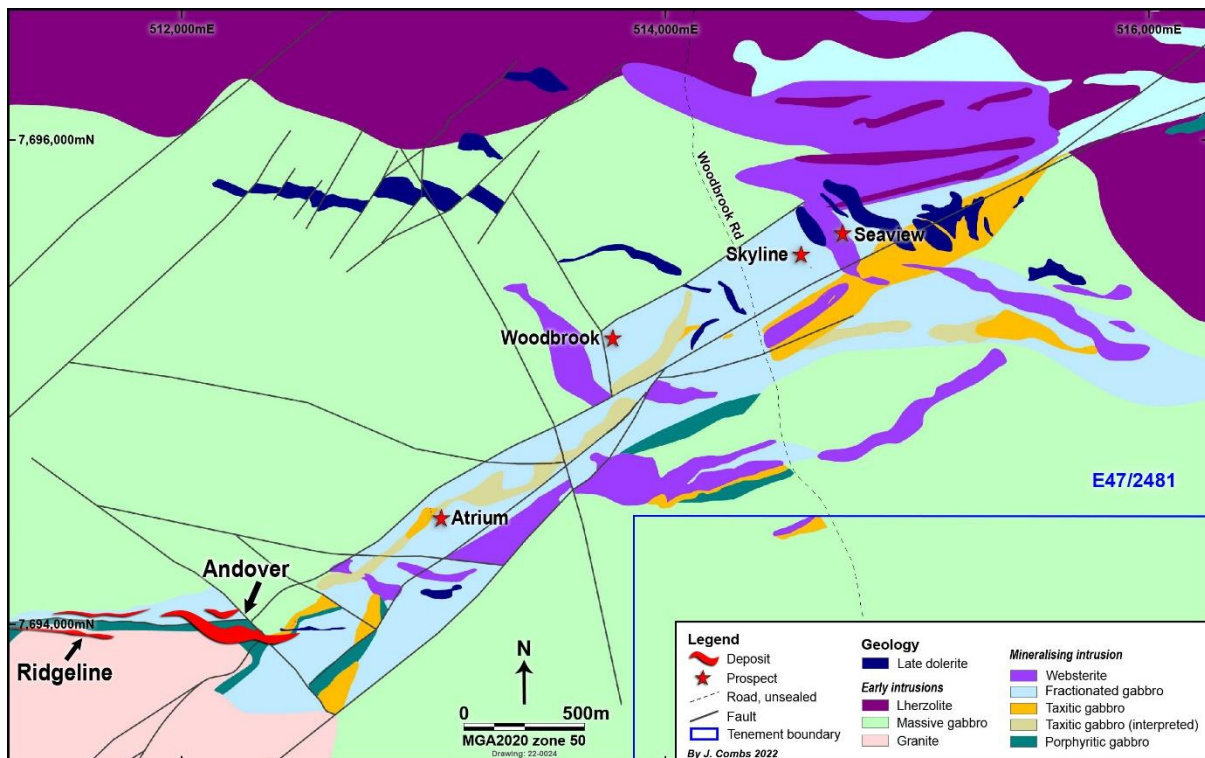 512,000mE
514,000mE
516,000mE
7,696,000mN
Woodbrook Rd
Seaview
Skyline
Woodbrook
E47/2481
Atrium
Andover
7,694,000mN
Ridgeline
N
0 500m
MGA2020 zone 50
Drawing: 22-0024
Legend
Deposit
Prospect
Road, unsealed
Fault
Tenement boundary
By J. Combs 2022
Geology
Late dolerite
Early intrusions
Lherzolite
Massive gabbro
Granite
Mineralising intrusion
Websterite
Fractionated gabbro
Taxitic gabbro
Taxitic gabbro (interpreted)
Porphyritic gabbro